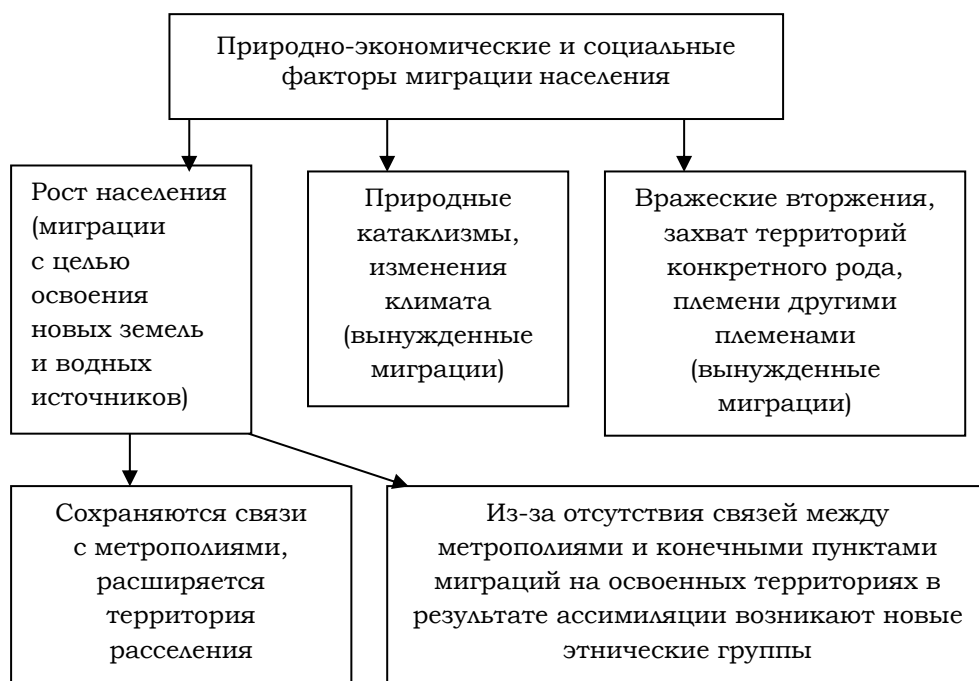 Природно-экономические и социальные
факторы миграции населения
Рост населения
(миграции
с целью
освоения
новых земель
и водных
источников)
Природные
катаклизмы,
изменения
климата
(вынужденные
миграции)
Вражеские вторжения,
захват территорий
конкретного рода,
племени другими
племенами
(вынужденные
миграции)
Сохраняются связи
с метрополиями,
расширяется
территория
расселения
Из-за отсутствия связей между
метрополиями и конечными пунктами
миграций на освоенных территориях в
результате ассимиляции возникают новые
этнические группы